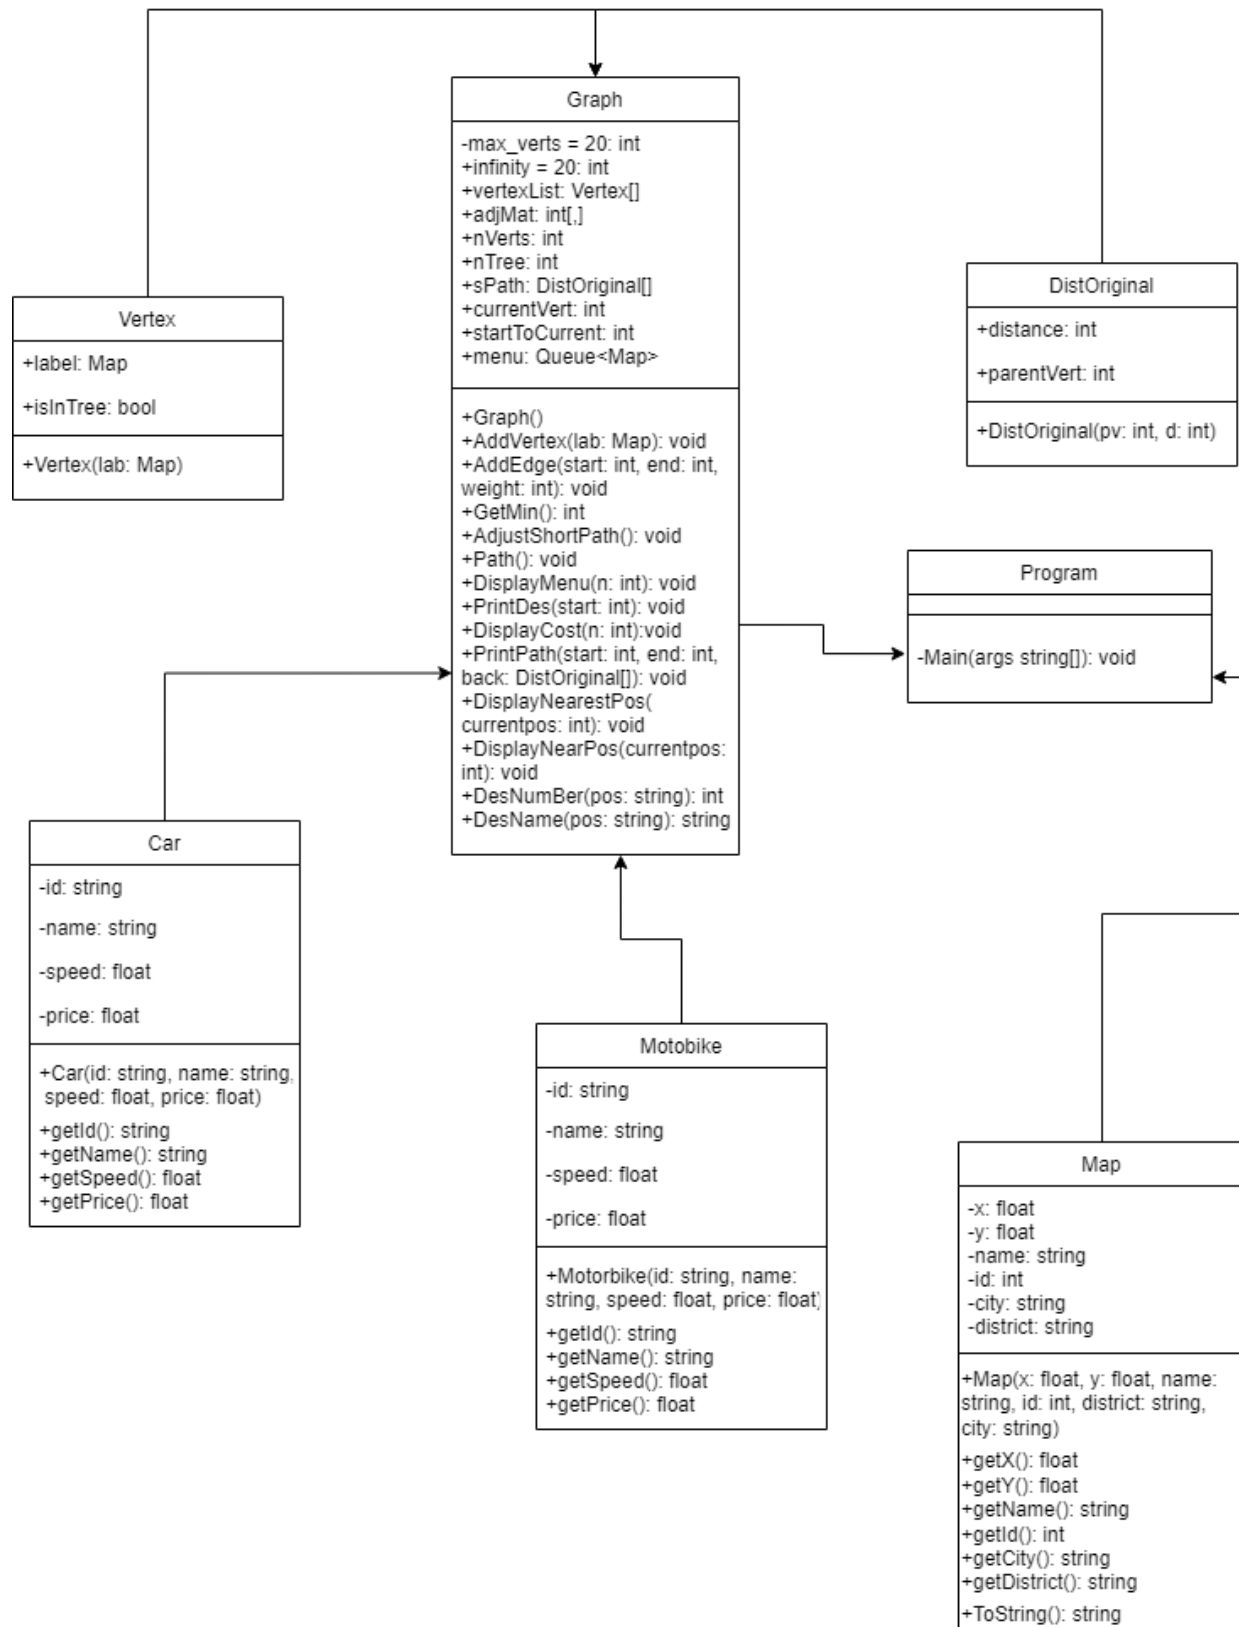 Graph
-max_verts = 20: int
+infinity = 20: int
+vertexList: Vertex[]
+adjMat: int[,]
+nVerts: int
+nTree: int
+sPath: DistOriginal[]
+currentVert: int
+startToCurrent: int
+menu: Queue<Map>
+Graph()
+AddVertex(lab: Map): void
+AddEdge(start: int, end: int,
weight: int): void
+GetMin(): int
+AdjustShortPath(): void
+Path(): void
+DisplayMenu(n: int): void
+PrintDes(start: int): void
+DisplayCost(n: int):void
+PrintPath(start: int, end: int,
back: DistOriginal[]): void
+DisplayNearestPos(
currentpos: int): void
+DisplayNearPos(currentpos:
int): void
+DesNumBer(pos: string): int
+DesName(pos: string): string
Vertex
+label: Map
+isInTree: bool
+Vertex(lab: Map)
DistOriginal
+distance: int
+parentVert: int
+DistOriginal(pv: int, d: int)
Program
-Main(args string[]): void
Car
-id: string
-name: string
-speed: float
-price: float
+Car(id: string, name: string,
speed: float, price: float)
+getId(): string
+getName(): string
+getSpeed(): float
+getPrice(): float
Motobike
-id: string
-name: string
-speed: float
-price: float
+Motorbike(id: string, name:
string, speed: float, price: float)
+getId(): string
+getName(): string
+getSpeed(): float
+getPrice(): float
Map
-x: float
-y: float
-name: string
-id: int
-city: string
-district: string
+Map(x: float, y: float, name:
string, id: int, district: string,
city: string)
+getX(): float
+getY(): float
+getName(): string
+getId(): int
+getCity(): string
+getDistrict(): string
+ToString(): string